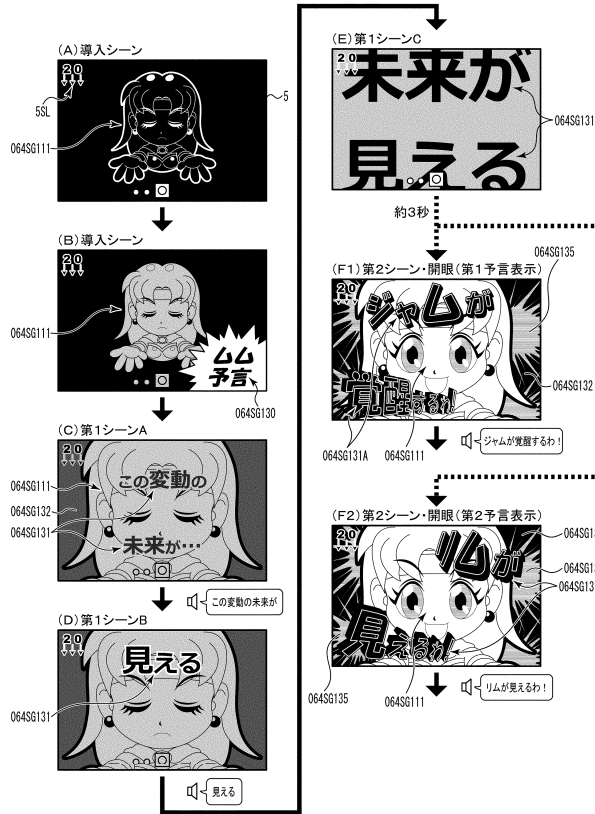 (A)導入シーン
20
5SL
5
064SG111
(B)導入シーン
20
064SG111
ムム
予言
064SG130
(C)第1シーンA
20
064SG111
064SG132
064SG131
この変動の
未来が…
この変動の未来が
(D)第1シーンB
20
見える
064SG131
見える
(E)第1シーンC
20
未来が
見える
064SG131
約3秒
(F1)第2シーン・開眼(第1予言表示)
20
ジャムが
覚醒するわ!
064SG135
064SG132
064SG131A
064SG111
ジャムが覚醒するわ!
(F2)第2シーン・開眼(第2予言表示)
20
リムが
見えるわ!
064SG135
064SG111
リムが見えるわ!